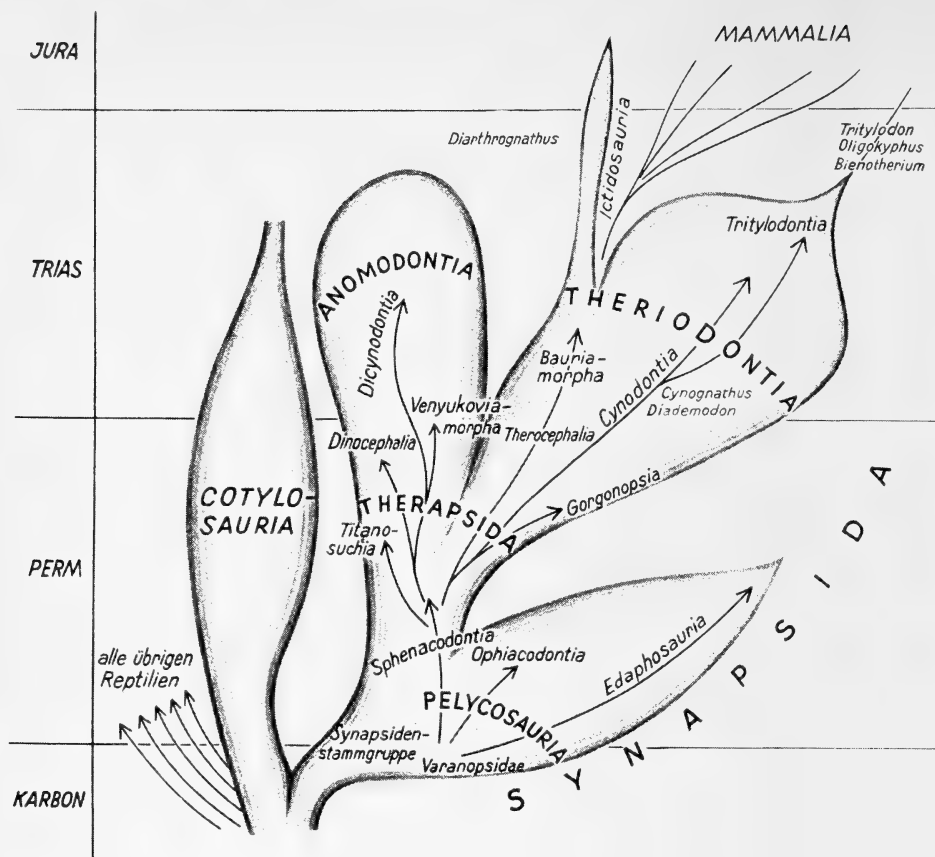 JURA
MAMMALIA
Diarthrognathus
Ictidosauria
Tritylodon
Oligokyphus
Bienotherium
TRIAS
ANOMODONTIA
Dicynodontia
Tritylodontia
THERIODONTIA
Bauria-
morpha
Cynodontia
Cynognathus
Diademodon
Venyukovia-
morpha
Dinocephalia
Therocephalia
COTYLO-
SAURIA
THERAPSIDA
Gorgonopsia
Titano-
suchia
PERM
alle übrigen
Reptilien
Sphenacodontia
Ophiacodontia
Edaphosauria
PELYCOSAURIA
Synapsiden-
stammgruppe
Varanopsidae
SYNAPSIDA
KARBON